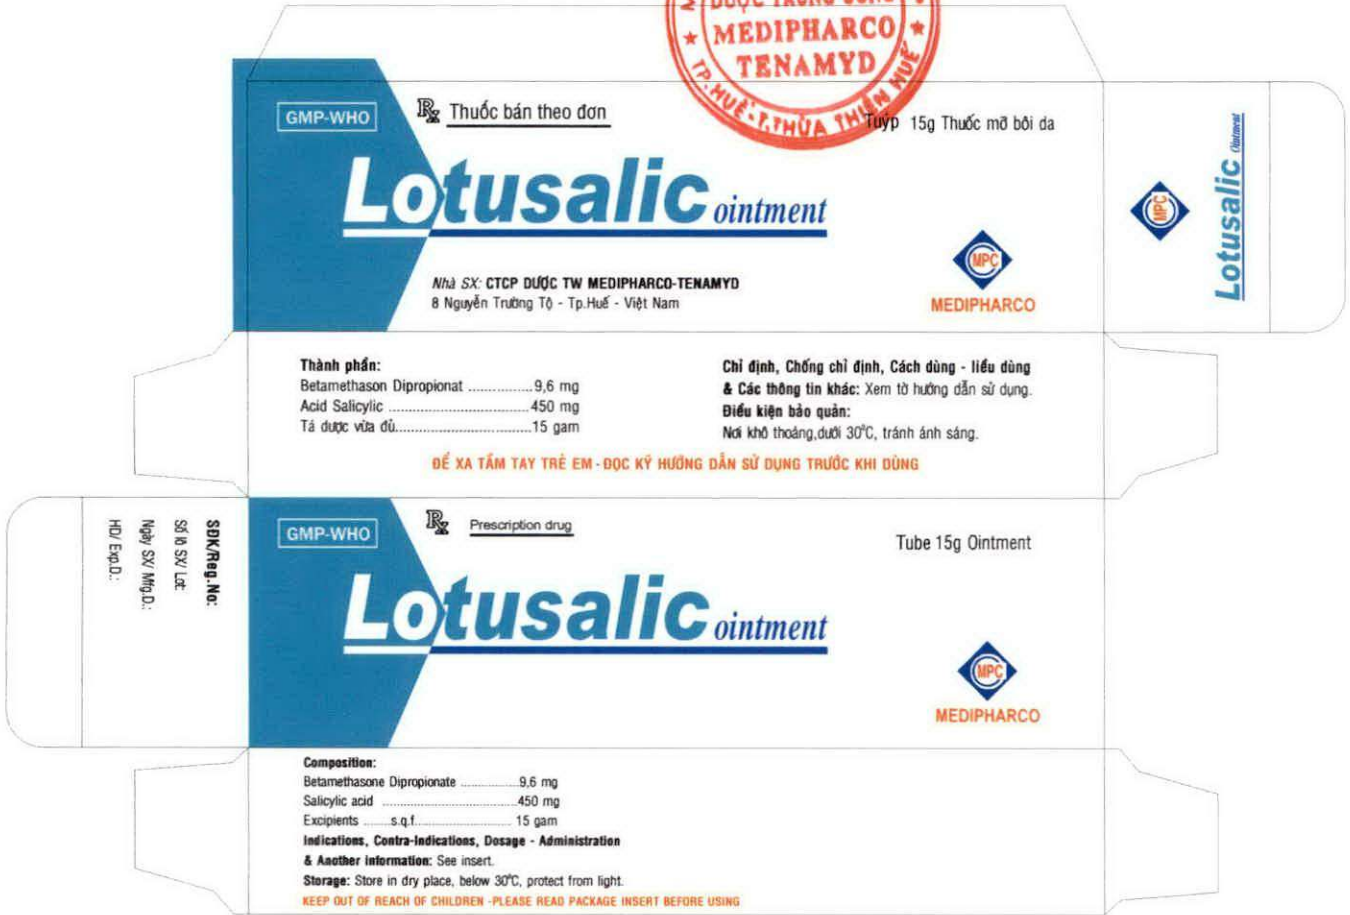 DƯỢC TRUNG ƯƠNG
MEDIPHARCO
TENAMYD
TP.HUẾ-T.THỪA THIÊN HUẾ
GMP-WHO
Rx Thuốc bán theo đơn
Tuýp 15g Thuốc mỡ bôi da
Lotusalic ointment
Nhà SX: CTCP DƯỢC TW MEDIPHARCO-TENAMYD
8 Nguyễn Trường Tộ - Tp.Huế - Việt Nam
MPC
MEDIPHARCO
MPC
Lotusalic Ointment
Thành phần:
Betamethason Dipropionat ................9,6 mg
Acid Salicylic ...................................450 mg
Tá dược vừa đủ..................................15 gam
Chỉ định, Chống chỉ định, Cách dùng - liều dùng
& Các thông tin khác: Xem tờ hướng dẫn sử dụng.
Điều kiện bảo quản:
Nơi khô thoáng,dưới 30°C, tránh ánh sáng.
ĐỂ XA TẦM TAY TRẺ EM - ĐỌC KỸ HƯỚNG DẪN SỬ DỤNG TRƯỚC KHI DÙNG
SĐK/Reg.No:
Số lô SX/ Lot:
Ngày SX/ Mfg.D.:
HD/ Exp.D.:
GMP-WHO
Rx Prescription drug
Tube 15g Ointment
Lotusalic ointment
MPC
MEDIPHARCO
Composition:
Betamethasone Dipropionate ..................9,6 mg
Salicylic acid .........................................450 mg
Excipients ........s.q.f............................. 15 gam
Indications, Contra-Indications, Dosage - Administration
& Another information: See insert.
Storage: Store in dry place, below 30°C, protect from light.
KEEP OUT OF REACH OF CHILDREN -PLEASE READ PACKAGE INSERT BEFORE USING